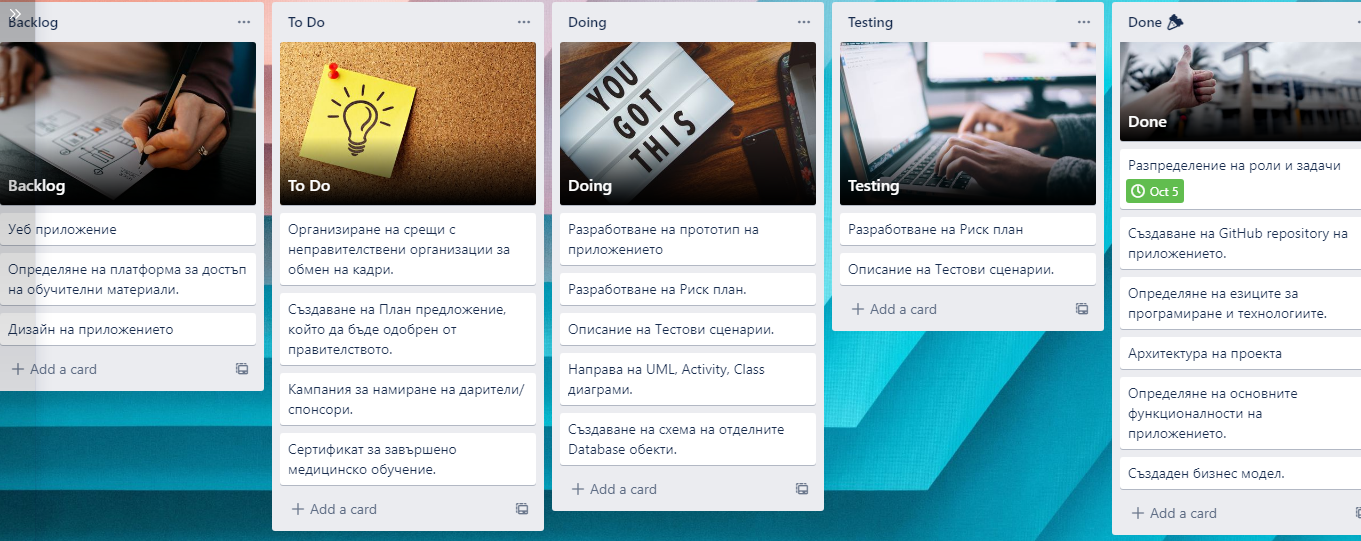 Backlog
Backlog
Уеб приложение
Определяне на платформа за достъп
на обучителни материали.
Дизайн на приложението
Add a card
To Do
To Do
Организиране на срещи с
неправителствени организации за
обмен на кадри.
Създаване на План предложение,
който да бъде одобрен от
правителството.
Кампания за намиране на дарители/
спонсори.
Сертификат за завършено
медицинско обучение.
Add a card
Doing
YOU
GOT
THIS
Doing
Разработване на прототип на
приложението
Разработване на Риск план.
Описание на Тестови сценарии.
Направа на UML, Activity, Class
диаграми.
Създаване на схема на отделните
Database обекти.
Add a card
Testing
Testing
Разработване на Риск план
Описание на Тестови сценарии.
Add a card
Done
Done
Разпределение на роли и задачи
Oct 5
Създаване на GitHub repository на
приложението.
Определяне на езиците за
програмиране и технологиите.
Архитектура на проекта
Определяне на основните
функционалности на
приложението.
Създаден бизнес модел.
Add a card